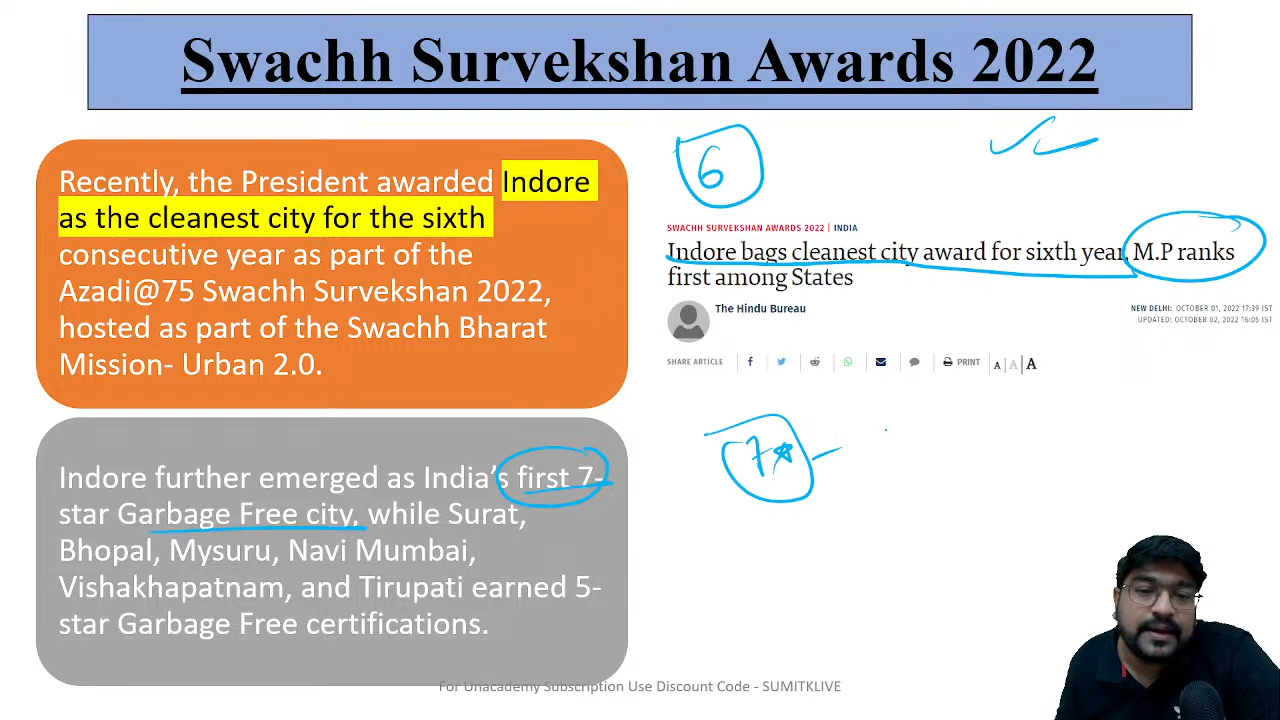 Swachh Survekshan Awards 2022
Recently, the President awarded Indore
as the cleanest city for the sixth
consecutive year as part of the
Azadi@75 Swachh Survekshan 2022,
hosted as part of the Swachh Bharat
Mission- Urban 2.0.
Indore further emerged as India's first 7-
star Garbage Free city, while Surat,
Bhopal, Mysuru, Navi Mumbai,
Vishakhapatnam, and Tirupati earned 5-
star Garbage Free certifications.
6
SWACHH SURVEKSHAN AWARDS 2022 | INDIA
Indore bags cleanest city award for sixth year, M.P ranks
first among States
The Hindu Bureau
NEW DELHI: OCTOBER 01, 2022 17:39 IST
UPDATED: OCTOBER 02, 2022 16:05 IST
SHARE ARTICLE PRINT A A A
7★
For Unacademy Subscription Use Discount Code - SUMITKLIVE